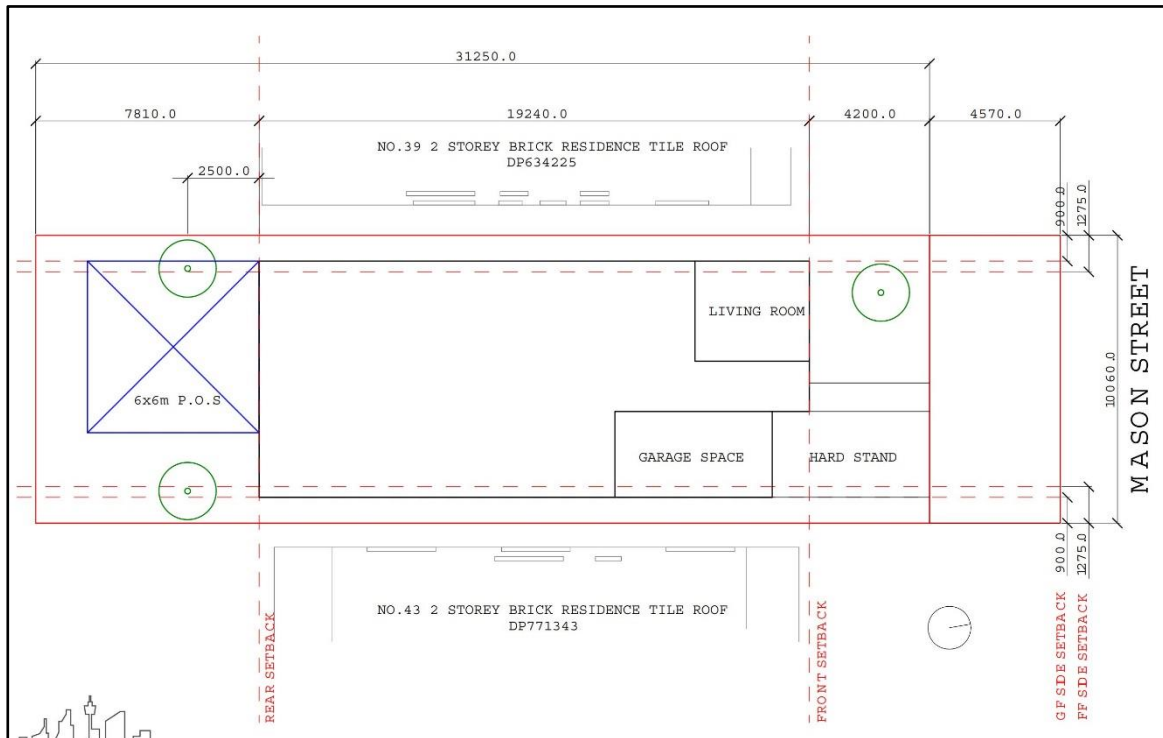 31250.0
7810.0
19240.0
4200.0
4570.0
NO.39 2 STOREY BRICK RESIDENCE TILE ROOF
DP634225
2500.0
900.0
1275.0
LIVING ROOM
6x6m P.O.S
10060.0
MASON STREET
GARAGE SPACE
HARD STAND
900.0
1275.0
NO.43 2 STOREY BRICK RESIDENCE TILE ROOF
DP771343
REAR SETBACK
FRONT SETBACK
GF SIDE SETBACK
FF SIDE SETBACK